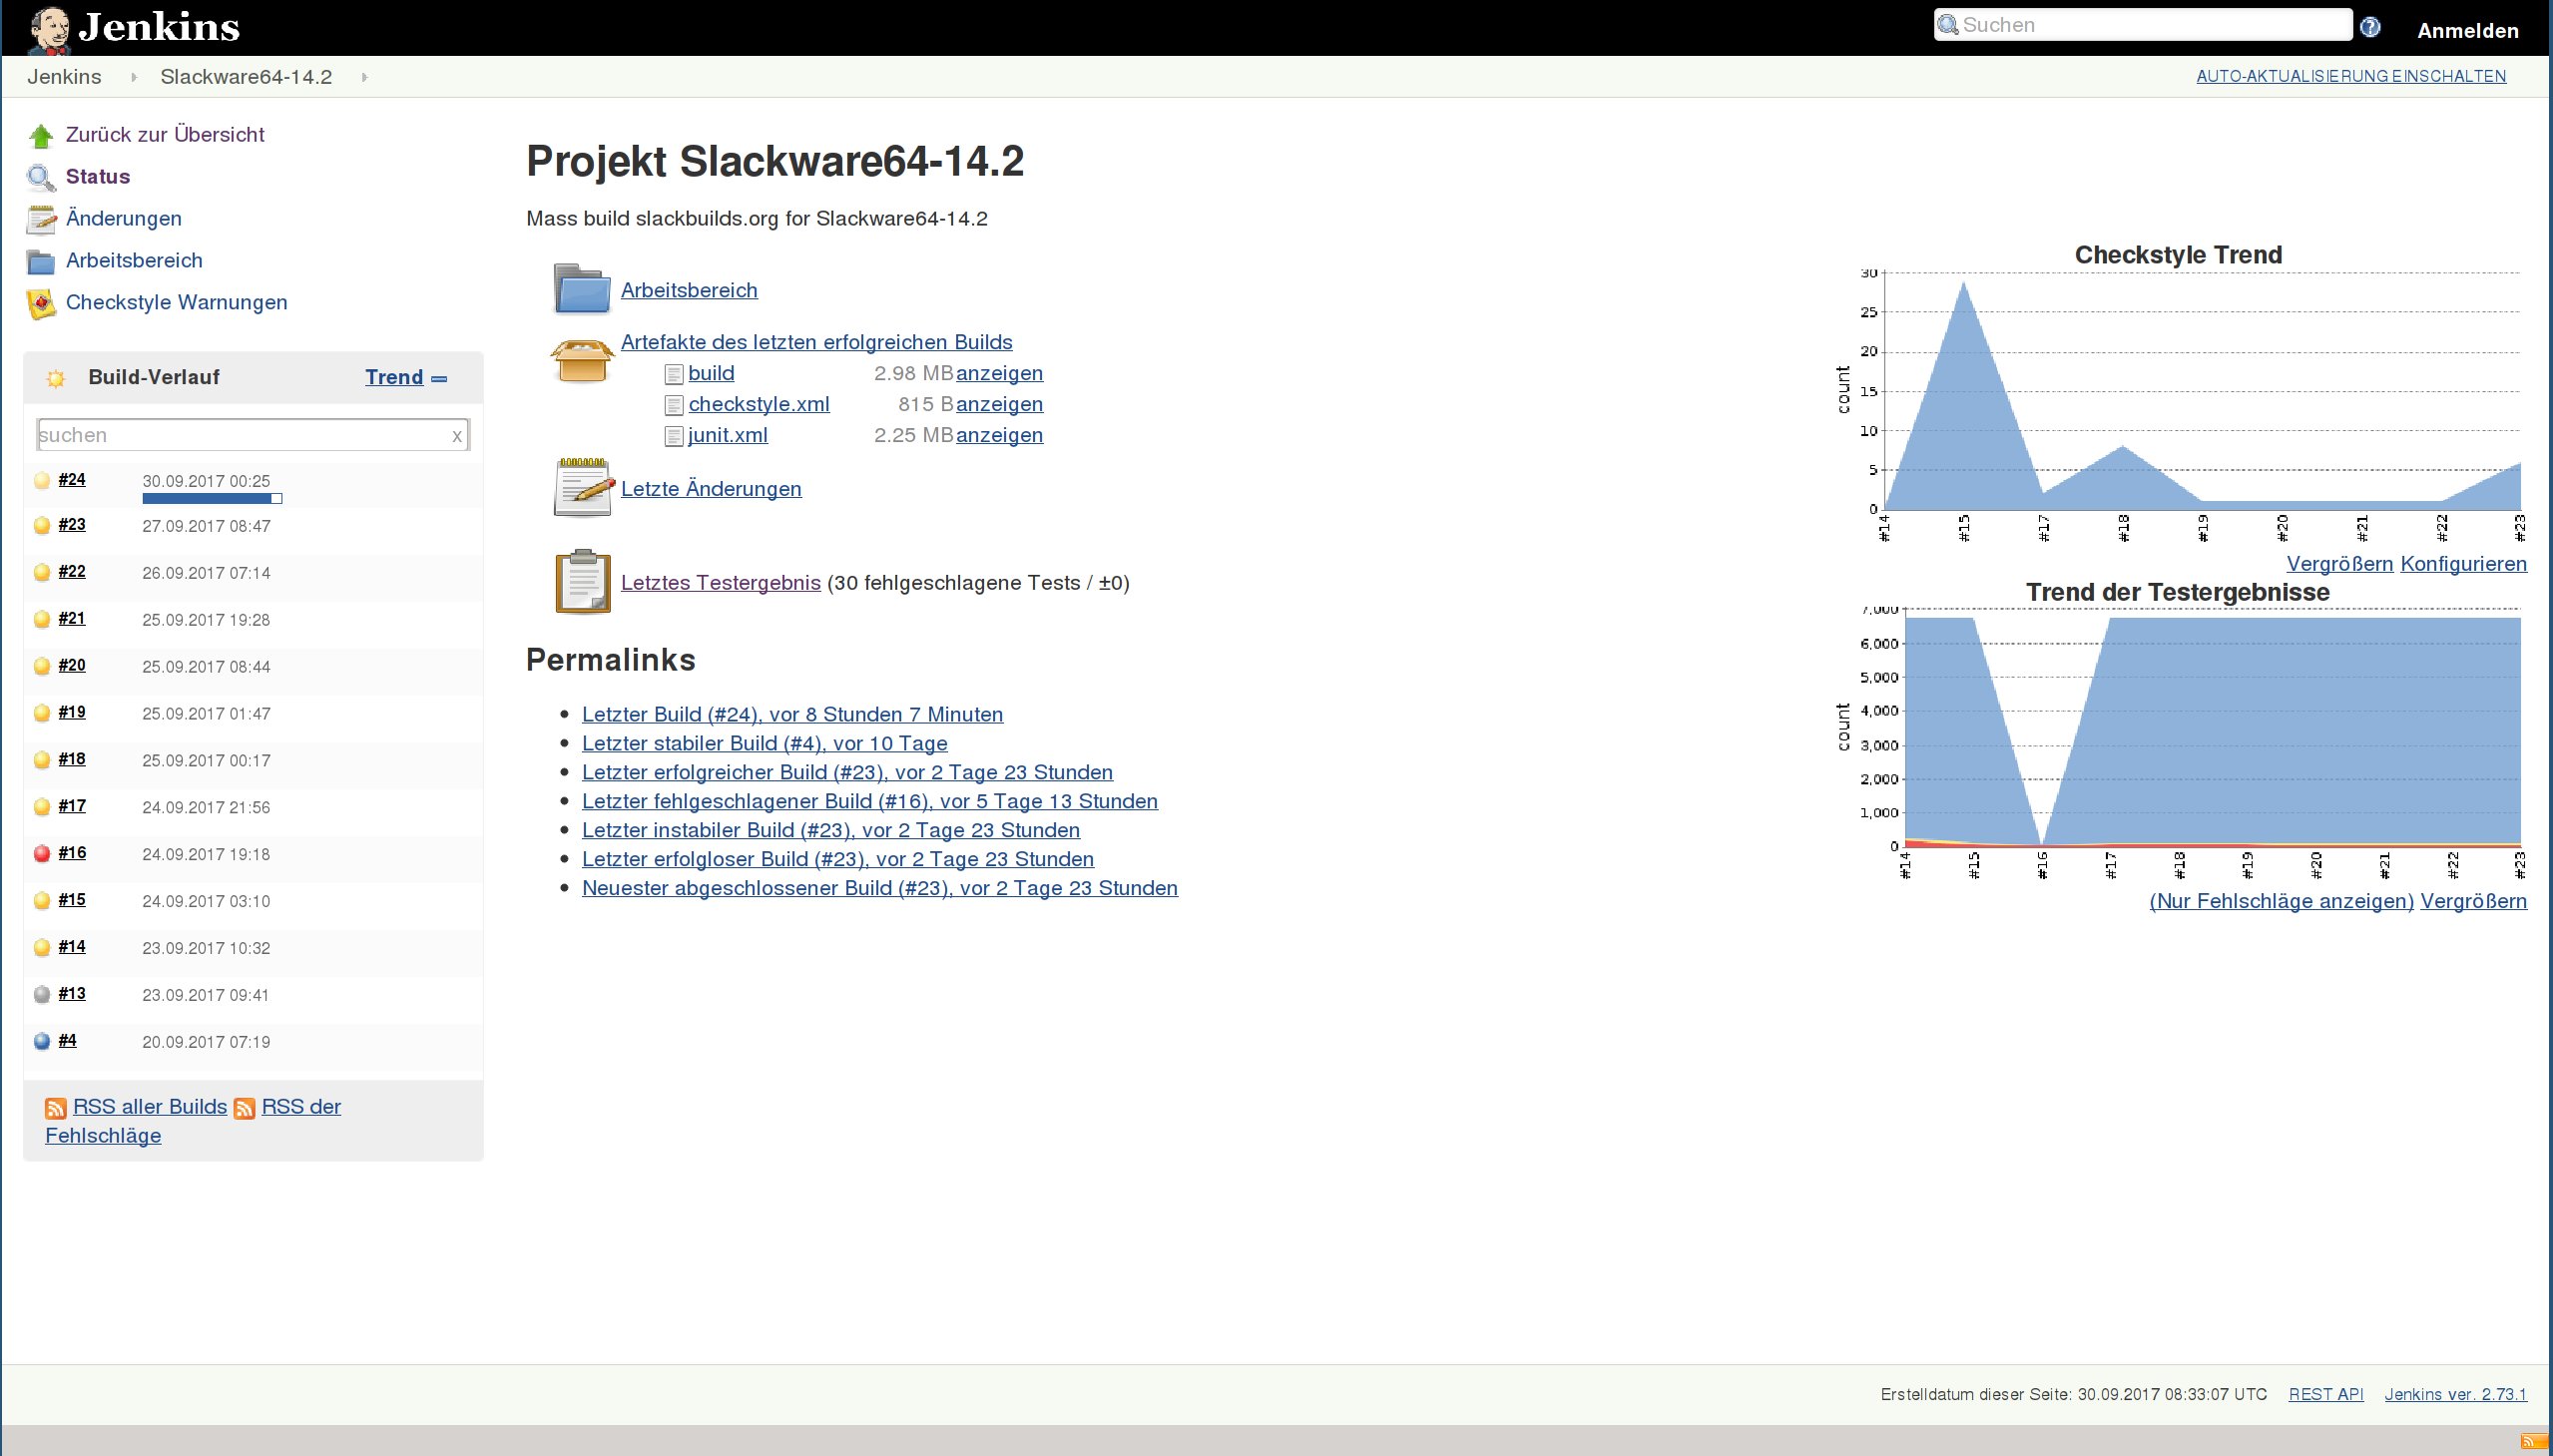 Jenkins
Suchen
Anmelden
Jenkins
Slackware64-14.2
AUTO-AKTUALISIERUNG EINSCHALTEN
Zurück zur Übersicht
Status
Änderungen
Arbeitsbereich
Checkstyle Warnungen
Build-Verlauf
Trend
suchen
x
#24 30.09.2017 00:25
#23 27.09.2017 08:47
#22 26.09.2017 07:14
#21 25.09.2017 19:28
#20 25.09.2017 08:44
#19 25.09.2017 01:47
#18 25.09.2017 00:17
#17 24.09.2017 21:56
#16 24.09.2017 19:18
#15 24.09.2017 03:10
#14 23.09.2017 10:32
#13 23.09.2017 09:41
#4 20.09.2017 07:19
RSS aller Builds RSS der
Fehlschläge
Projekt Slackware64-14.2
Mass build slackbuilds.org for Slackware64-14.2
Arbeitsbereich
Artefakte des letzten erfolgreichen Builds
build 2.98 MB anzeigen
checkstyle.xml 815 B anzeigen
junit.xml 2.25 MB anzeigen
Letzte Änderungen
Letztes Testergebnis (30 fehlgeschlagene Tests / ±0)
Permalinks
Letzter Build (#24), vor 8 Stunden 7 Minuten
Letzter stabiler Build (#4), vor 10 Tage
Letzter erfolgreicher Build (#23), vor 2 Tage 23 Stunden
Letzter fehlgeschlagener Build (#16), vor 5 Tage 13 Stunden
Letzter instabiler Build (#23), vor 2 Tage 23 Stunden
Letzter erfolgloser Build (#23), vor 2 Tage 23 Stunden
Neuester abgeschlossener Build (#23), vor 2 Tage 23 Stunden
Checkstyle Trend
count
30
25
20
15
10
5
0
#14 #15 #17 #18 #19 #20 #21 #22 #23
Vergrößern Konfigurieren
Trend der Testergebnisse
count
7,000
6,000
5,000
4,000
3,000
2,000
1,000
0
#14 #15 #16 #17 #18 #19 #20 #21 #22 #23
(Nur Fehlschläge anzeigen) Vergrößern
Erstelldatum dieser Seite: 30.09.2017 08:33:07 UTC REST API Jenkins ver. 2.73.1